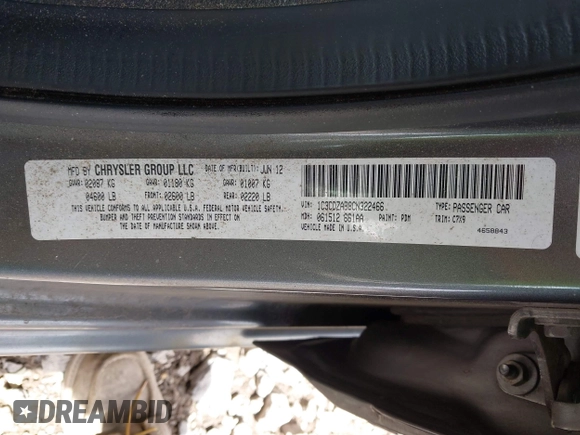 MFD BY CHRYSLER GROUP LLC DATE OF MFR(BUILT): JUN 12
GVWR: 02087 KG GAWR: 01180 KG GAWR: 01007 KG
04600 LB FRONT: 02600 LB REAR: 02220 LB
THIS VEHICLE CONFORMS TO ALL APPLICABLE U.S.A. FEDERAL MOTOR VEHICLE SAFETY,
BUMPER AND THEFT PREVENTION STANDARDS IN EFFECT ON
THE DATE OF MANUFACTURE SHOWN ABOVE.
VIN: 1C3CDZAB8CN322466 TYPE: PASSENGER CAR
MDH: 061512 661AA PAINT: PDM TRIM: C7X9
VEHICLE MADE IN U.S.A. 4658843
DREAMBID